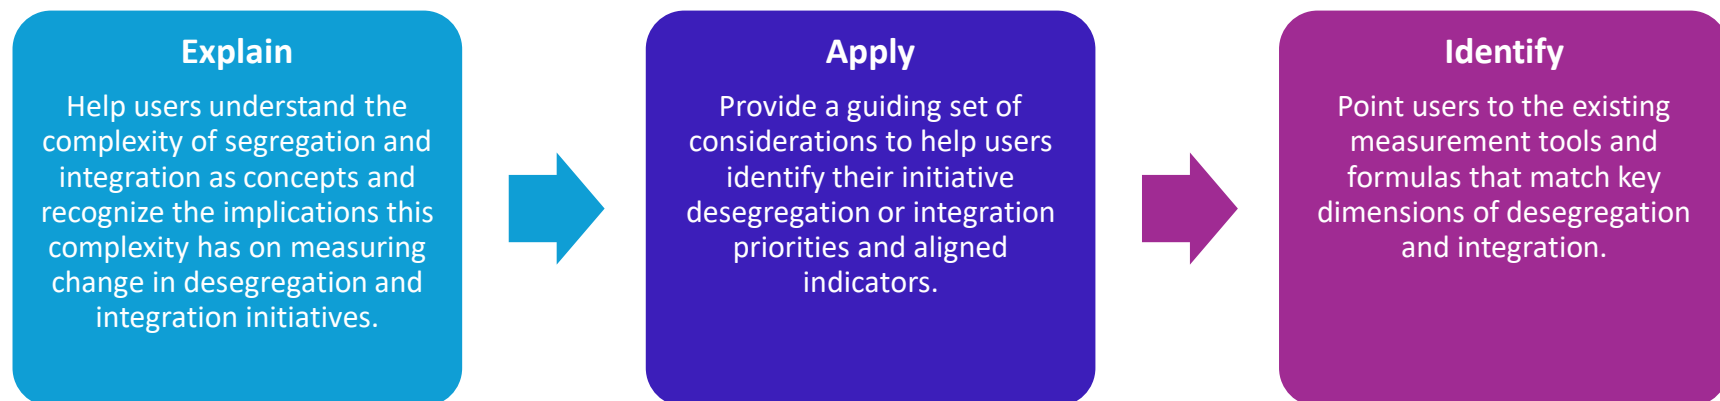 Explain
Help users understand the
complexity of segregation and
integration as concepts and
recognize the implications this
complexity has on measuring
change in desegregation and
integration initiatives.
Apply
Provide a guiding set of
considerations to help users
identify their initiative
desegregation or integration
priorities and aligned
indicators.
Identify
Point users to the existing
measurement tools and
formulas that match key
dimensions of desegregation
and integration.